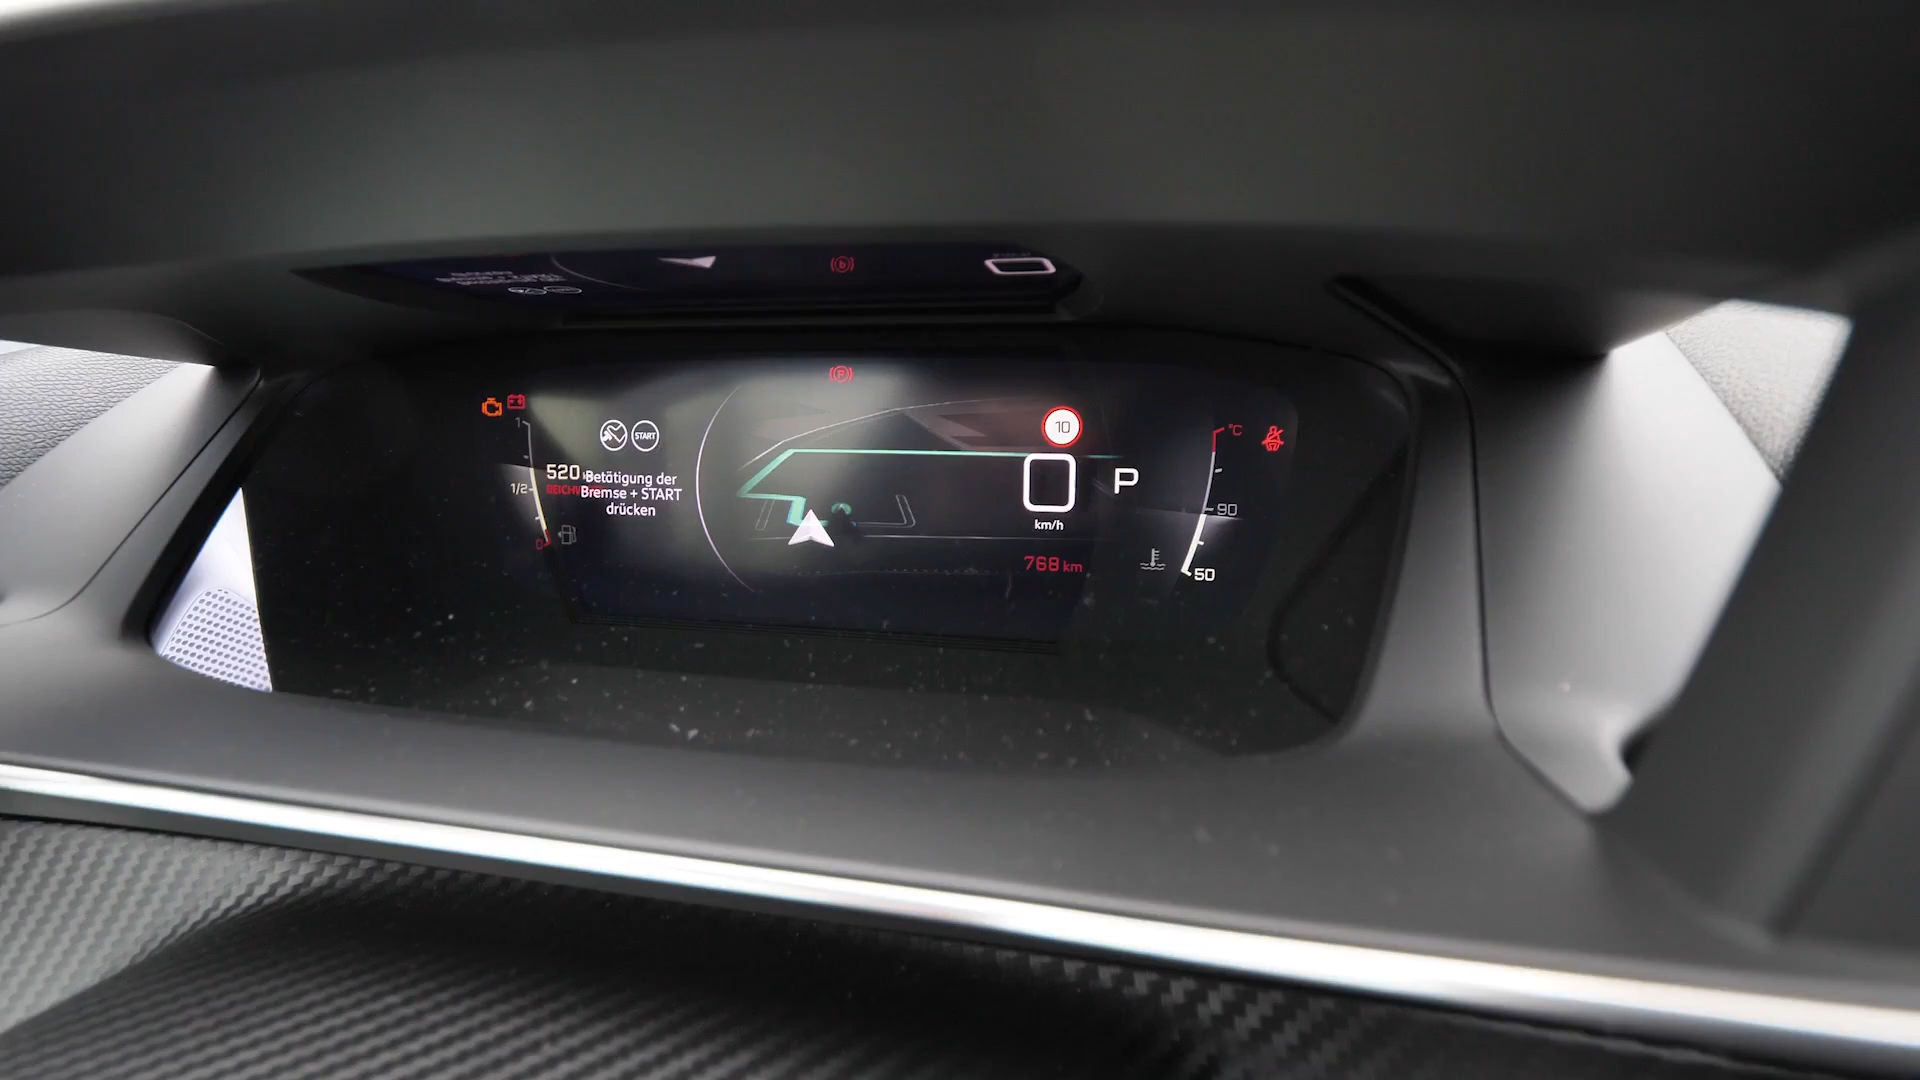 START
10
1
520
Betätigung der
Bremse + START
drücken
1/2
0
P
0
km/h
768 km
°C
90
50